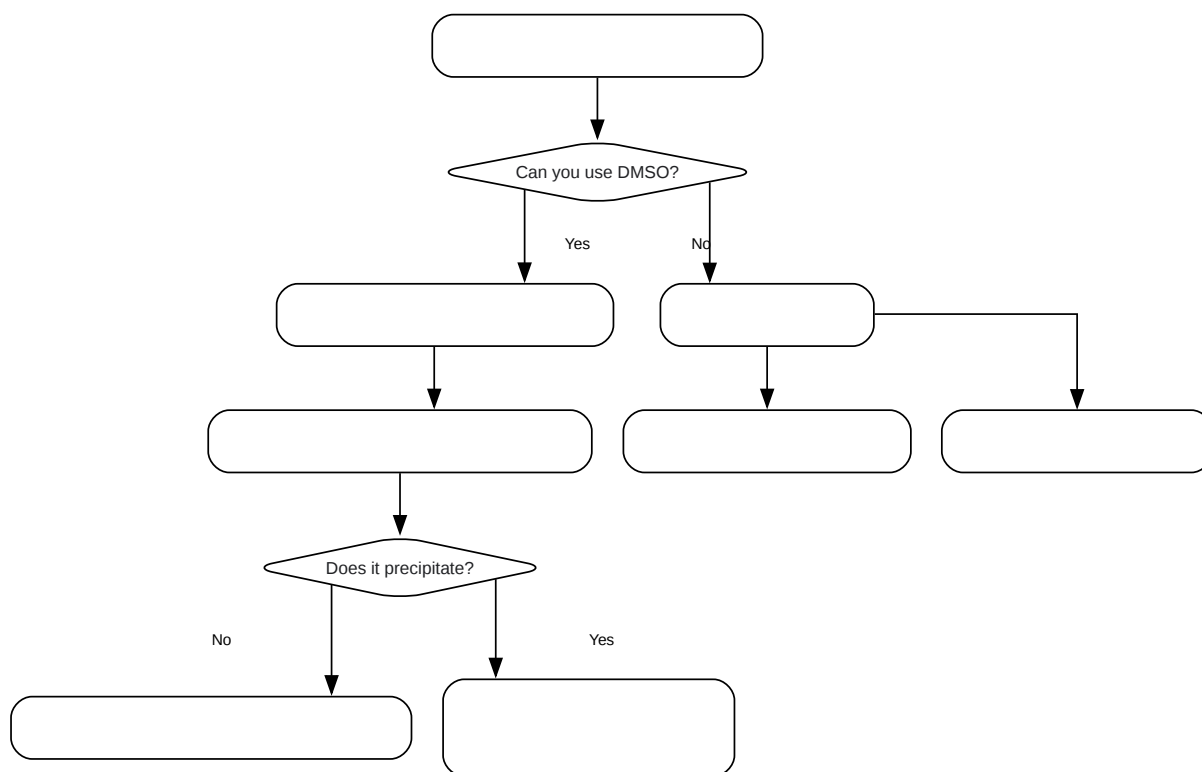 Can you use DMSO?
Yes
No
Does it precipitate?
No
Yes